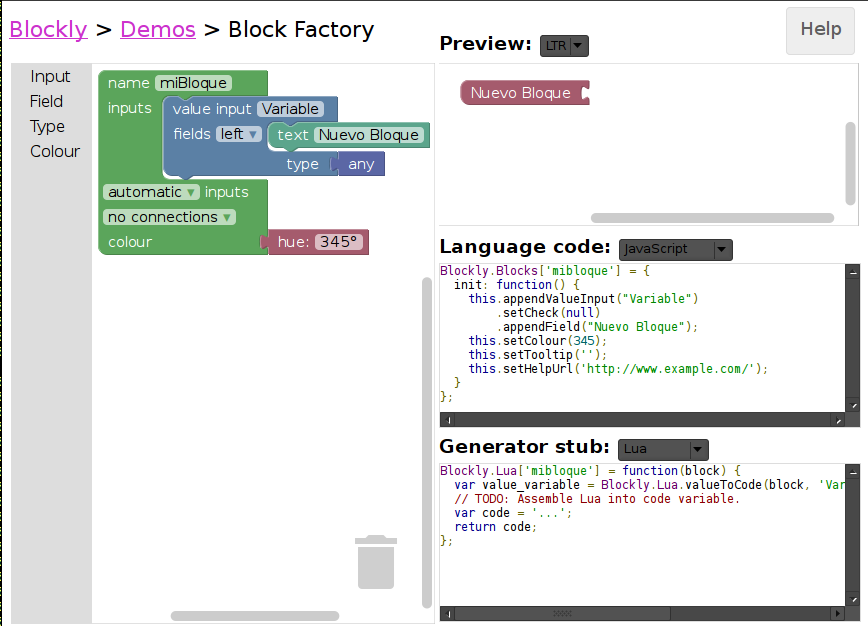 Blockly > Demos > Block Factory
Help
Input
Field
Type
Colour
name miBloque
inputs
value input Variable
fields left ▾ text Nuevo Bloque
type any
automatic ▾ inputs
no connections ▾
colour hue: 345°
Preview: LTR
Nuevo Bloque
Language code: JavaScript
Blockly.Blocks['mibloque'] = {
  init: function() {
    this.appendValueInput("Variable")
        .setCheck(null)
        .appendField("Nuevo Bloque");
    this.setColour(345);
    this.setTooltip('');
    this.setHelpUrl('http://www.example.com/');
  }
};
Generator stub: Lua
Blockly.Lua['mibloque'] = function(block) {
  var value_variable = Blockly.Lua.valueToCode(block, 'Var
  // TODO: Assemble Lua into code variable.
  var code = '...';
  return code;
};